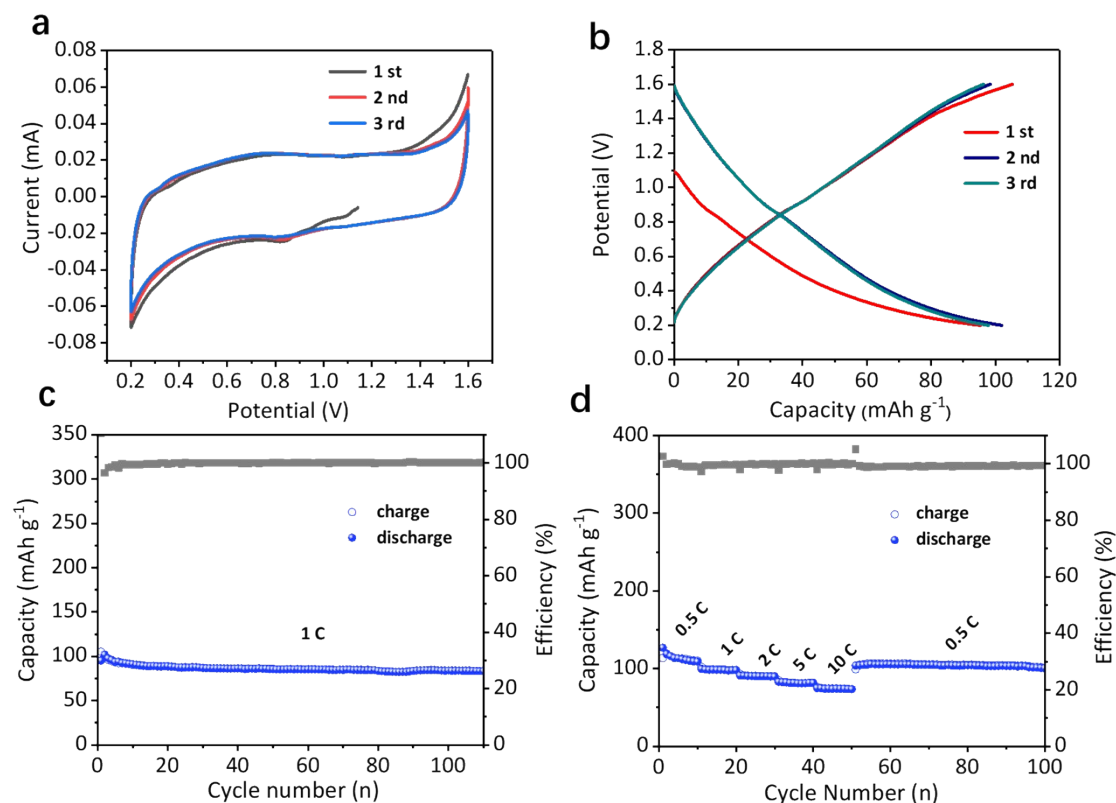 a
0.08
0.06
0.04
0.02
0.00
-0.02
-0.04
-0.06
-0.08
Current (mA)
1 st
2 nd
3 rd
0.2 0.4 0.6 0.8 1.0 1.2 1.4 1.6
Potential (V)
b
1.8
1.6
1.4
1.2
1.0
0.8
0.6
0.4
0.2
0.0
Potential (V)
1 st
2 nd
3 rd
0 20 40 60 80 100 120
Capacity (mAh g⁻¹)
c
350
300
250
200
150
100
50
0
Capacity (mAh g⁻¹)
charge
discharge
1 C
100
80
60
40
20
0
Efficiency (%)
0 20 40 60 80 100
Cycle number (n)
d
400
300
200
100
0
Capacity (mAh g⁻¹)
charge
discharge
0.5 C
1 C
2 C
5 C
10 C
0.5 C
100
80
60
40
20
0
Efficiency (%)
0 20 40 60 80 100
Cycle Number (n)